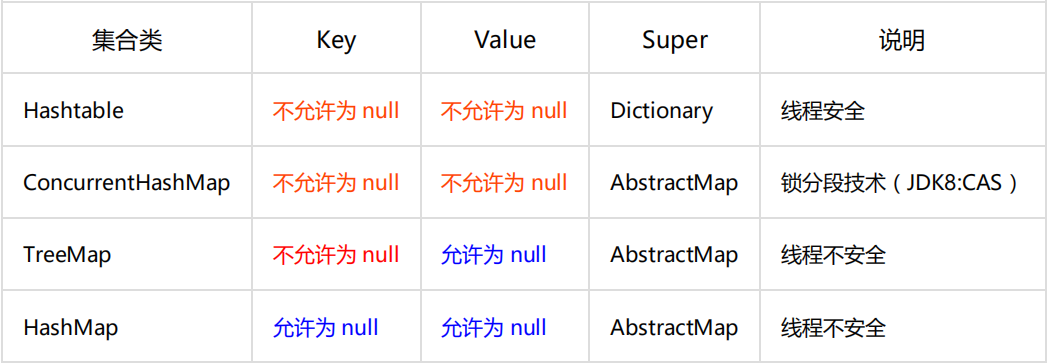 集合类 Key Value Super 说明
Hashtable 不允许为 null 不允许为 null Dictionary 线程安全
ConcurrentHashMap 不允许为 null 不允许为 null AbstractMap 锁分段技术（JDK8:CAS）
TreeMap 不允许为 null 允许为 null AbstractMap 线程不安全
HashMap 允许为 null 允许为 null AbstractMap 线程不安全